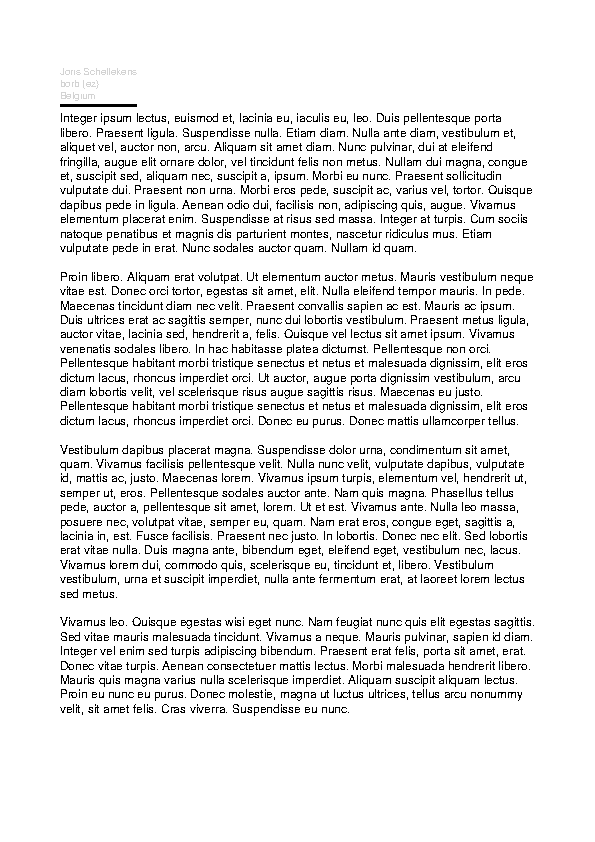 Joris Schellekens
borb (ez)
Belgium
Integer ipsum lectus, euismod et, lacinia eu, iaculis eu, leo. Duis pellentesque porta
libero. Praesent ligula. Suspendisse nulla. Etiam diam. Nulla ante diam, vestibulum et,
aliquet vel, auctor non, arcu. Aliquam sit amet diam. Nunc pulvinar, dui at eleifend
fringilla, augue elit ornare dolor, vel tincidunt felis non metus. Nullam dui magna, congue
et, suscipit sed, aliquam nec, suscipit a, ipsum. Morbi eu nunc. Praesent sollicitudin
vulputate dui. Praesent non urna. Morbi eros pede, suscipit ac, varius vel, tortor. Quisque
dapibus pede in ligula. Aenean odio dui, facilisis non, adipiscing quis, augue. Vivamus
elementum placerat enim. Suspendisse at risus sed massa. Integer at turpis. Cum sociis
natoque penatibus et magnis dis parturient montes, nascetur ridiculus mus. Etiam
vulputate pede in erat. Nunc sodales auctor quam. Nullam id quam.
Proin libero. Aliquam erat volutpat. Ut elementum auctor metus. Mauris vestibulum neque
vitae est. Donec orci tortor, egestas sit amet, elit. Nulla eleifend tempor mauris. In pede.
Maecenas tincidunt diam nec velit. Praesent convallis sapien ac est. Mauris ac ipsum.
Duis ultrices erat ac sagittis semper, nunc dui lobortis vestibulum. Praesent metus ligula,
auctor vitae, lacinia sed, hendrerit a, felis. Quisque vel lectus sit amet ipsum. Vivamus
venenatis sodales libero. In hac habitasse platea dictumst. Pellentesque non orci.
Pellentesque habitant morbi tristique senectus et netus et malesuada dignissim, elit eros
dictum lacus, rhoncus imperdiet orci. Ut auctor, augue porta dignissim vestibulum, arcu
diam lobortis velit, vel scelerisque risus augue sagittis risus. Maecenas eu justo.
Pellentesque habitant morbi tristique senectus et netus et malesuada dignissim, elit eros
dictum lacus, rhoncus imperdiet orci. Donec eu purus. Donec mattis ullamcorper tellus.
Vestibulum dapibus placerat magna. Suspendisse dolor urna, condimentum sit amet,
quam. Vivamus facilisis pellentesque velit. Nulla nunc velit, vulputate dapibus, vulputate
id, mattis ac, justo. Maecenas lorem. Vivamus ipsum turpis, elementum vel, hendrerit ut,
semper ut, eros. Pellentesque sodales auctor ante. Nam quis magna. Phasellus tellus
pede, auctor a, pellentesque sit amet, lorem. Ut et est. Vivamus ante. Nulla leo massa,
posuere nec, volutpat vitae, semper eu, quam. Nam erat eros, congue eget, sagittis a,
lacinia in, est. Fusce facilisis. Praesent nec justo. In lobortis. Donec nec elit. Sed lobortis
erat vitae nulla. Duis magna ante, bibendum eget, eleifend eget, vestibulum nec, lacus.
Vivamus lorem dui, commodo quis, scelerisque eu, tincidunt et, libero. Vestibulum
vestibulum, urna et suscipit imperdiet, nulla ante fermentum erat, at laoreet lorem lectus
sed metus.
Vivamus leo. Quisque egestas wisi eget nunc. Nam feugiat nunc quis elit egestas sagittis.
Sed vitae mauris malesuada tincidunt. Vivamus a neque. Mauris pulvinar, sapien id diam.
Integer vel enim sed turpis adipiscing bibendum. Praesent erat felis, porta sit amet, erat.
Donec vitae turpis. Aenean consectetuer mattis lectus. Morbi malesuada hendrerit libero.
Mauris quis magna varius nulla scelerisque imperdiet. Aliquam suscipit aliquam lectus.
Proin eu nunc eu purus. Donec molestie, magna ut luctus ultrices, tellus arcu nonummy
velit, sit amet felis. Cras viverra. Suspendisse eu nunc.